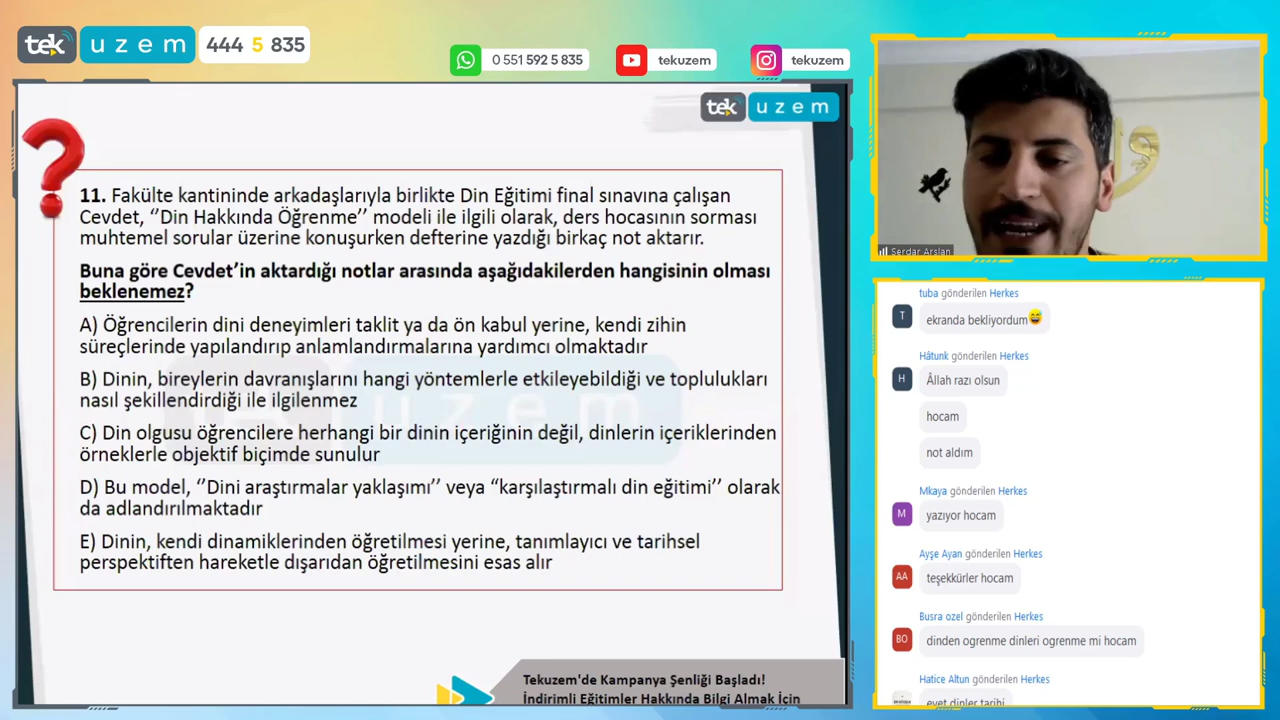 tek uzem 444 5 835
0 551 592 5 835
tekuzem
tekuzem
tek uzem
11. Fakülte kantininde arkadaşlarıyla birlikte Din Eğitimi final sınavına çalışan
Cevdet, ‘‘Din Hakkında Öğrenme’’ modeli ile ilgili olarak, ders hocasının sorması
muhtemel sorular üzerine konuşurken defterine yazdığı birkaç not aktarır.
Buna göre Cevdet’in aktardığı notlar arasında aşağıdakilerden hangisinin olması
beklenemez?
A) Öğrencilerin dini deneyimleri taklit ya da ön kabul yerine, kendi zihin
süreçlerinde yapılandırıp anlamlandırmalarına yardımcı olmaktadır
B) Dinin, bireylerin davranışlarını hangi yöntemlerle etkileyebildiği ve toplulukları
nasıl şekillendirdiği ile ilgilenmez
C) Din olgusu öğrencilere herhangi bir dinin içeriğinin değil, dinlerin içeriklerinden
örneklerle objektif biçimde sunulur
D) Bu model, ‘‘Dini araştırmalar yaklaşımı’’ veya “karşılaştırmalı din eğitimi’’ olarak
da adlandırılmaktadır
E) Dinin, kendi dinamiklerinden öğretilmesi yerine, tanımlayıcı ve tarihsel
perspektiften hareketle dışarıdan öğretilmesini esas alır
Tekuzem'de Kampanya Şenliği Başladı!
İndirimli Eğitimler Hakkında Bilgi Almak İçin
Serdar Arslan
tuba gönderilen Herkes
T
ekranda bekliyordum
Hâtunk gönderilen Herkes
H
Âllah razı olsun
hocam
not aldım
Mkaya gönderilen Herkes
M
yazıyor hocam
Ayşe Ayan gönderilen Herkes
AA
teşekkürler hocam
Busra ozel gönderilen Herkes
BO
dinden ogrenme dinleri ogrenme mi hocam
Hatice Altun gönderilen Herkes
evet dinler tarihi